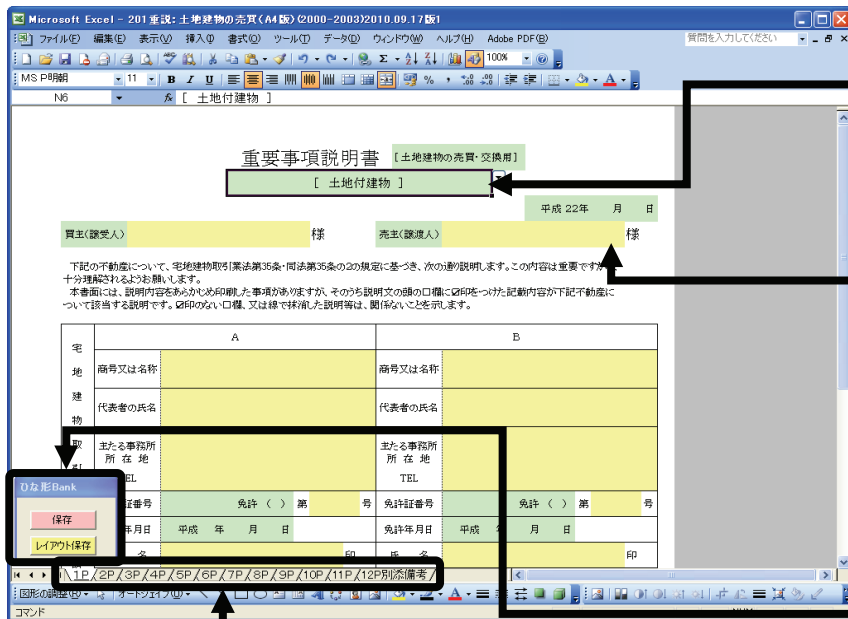 Microsoft Excel - 201重説:土地建物の売買(A4版)(2000-2003)2010.09.17版1
ファイル(F) 編集(E) 表示(V) 挿入(I) 書式(O) ツール(T) データ(D) ウィンドウ(W) ヘルプ(H) Adobe PDF(B) 質問を入力してください
100%
MS P明朝 11 B I U % A
N6 fx [ 土地付建物 ]
重要事項説明書 [土地建物の売買・交換用]
[ 土地付建物 ]
平成 22年 月 日
買主(譲受人) 様 売主(譲渡人) 様
下記の不動産について、宅地建物取引業法第35条・同法第35条の2の規定に基づき、次の通り説明します。この内容は重要ですから
十分理解されるようお願いします。
本書面には、説明内容をあらかじめ印刷した事項がありますが、そのうち説明文の頭の口欄に☑印をつけた記載内容が下記不動産に
ついて該当する説明です。☑印のない口欄、又は線で抹消した説明等は、関係ないことを示します。
宅地建物取引
A B
商号又は名称 商号又は名称
代表者の氏名 代表者の氏名
主たる事務所 主たる事務所
所在地 所在地
TEL TEL
証番号 免許 ( ) 第 号 免許証番号 免許 ( ) 第 号
年月日 平成 年 月 日 免許年月日 平成 年 月 日
名 印 氏 名 印
ひな形Bank
保存
レイアウト保存
1P/2P/3P/4P/5P/6P/7P/8P/9P/10P/11P/12P別添備考
図形の調整(R) オートシェイプ(U)
コマンド NUM